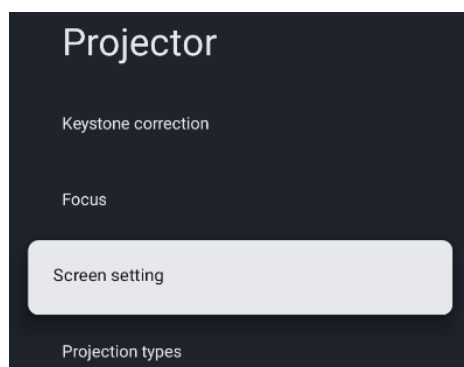 Projector
Keystone correction
Focus
Screen setting
Projection types